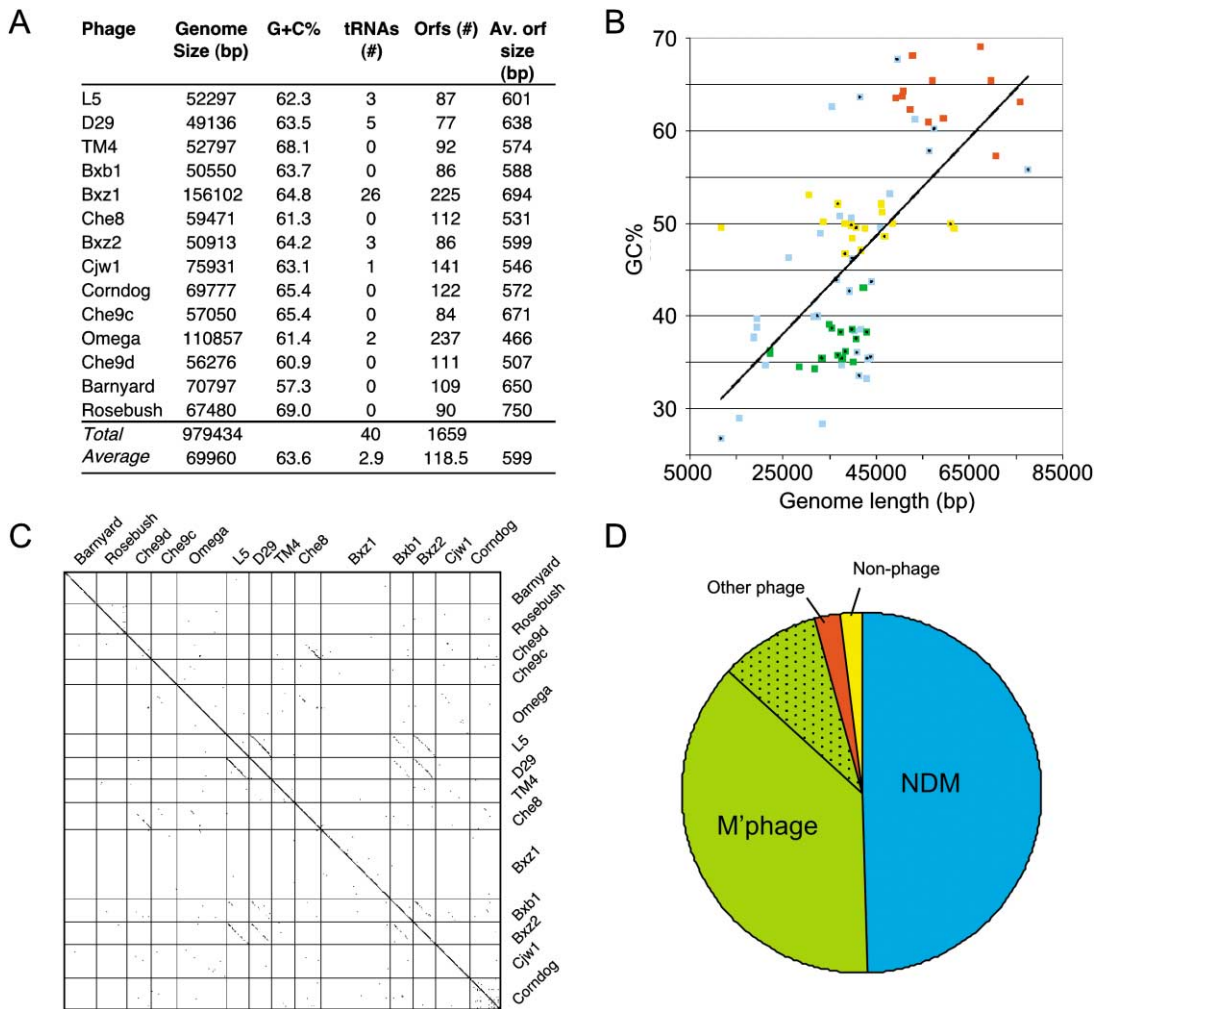 A
Phage Genome G+C% tRNAs Orfs (#) Av. orf
Size (bp) (#) size
(bp)
L5 52297 62.3 3 87 601
D29 49136 63.5 5 77 638
TM4 52797 68.1 0 92 574
Bxb1 50550 63.7 0 86 588
Bxz1 156102 64.8 26 225 694
Che8 59471 61.3 0 112 531
Bxz2 50913 64.2 3 86 599
Cjw1 75931 63.1 1 141 546
Corndog 69777 65.4 0 122 572
Che9c 57050 65.4 0 84 671
Omega 110857 61.4 2 237 466
Che9d 56276 60.9 0 111 507
Barnyard 70797 57.3 0 109 650
Rosebush 67480 69.0 0 90 750
Total 979434 40 1659
Average 69960 63.6 2.9 118.5 599
B
70
60
50
40
30
GC%
5000 25000 45000 65000 85000
Genome length (bp)
C
Barnyard Rosebush Che9d Che9c Omega L5 D29 TM4 Che8 Bxz1 Bxb1 Bxz2 Cjw1 Corndog
Barnyard
Rosebush
Che9d
Che9c
Omega
L5
D29
TM4
Che8
Bxz1
Bxb1
Bxz2
Cjw1
Corndog
D
Non-phage
Other phage
NDM
M'phage